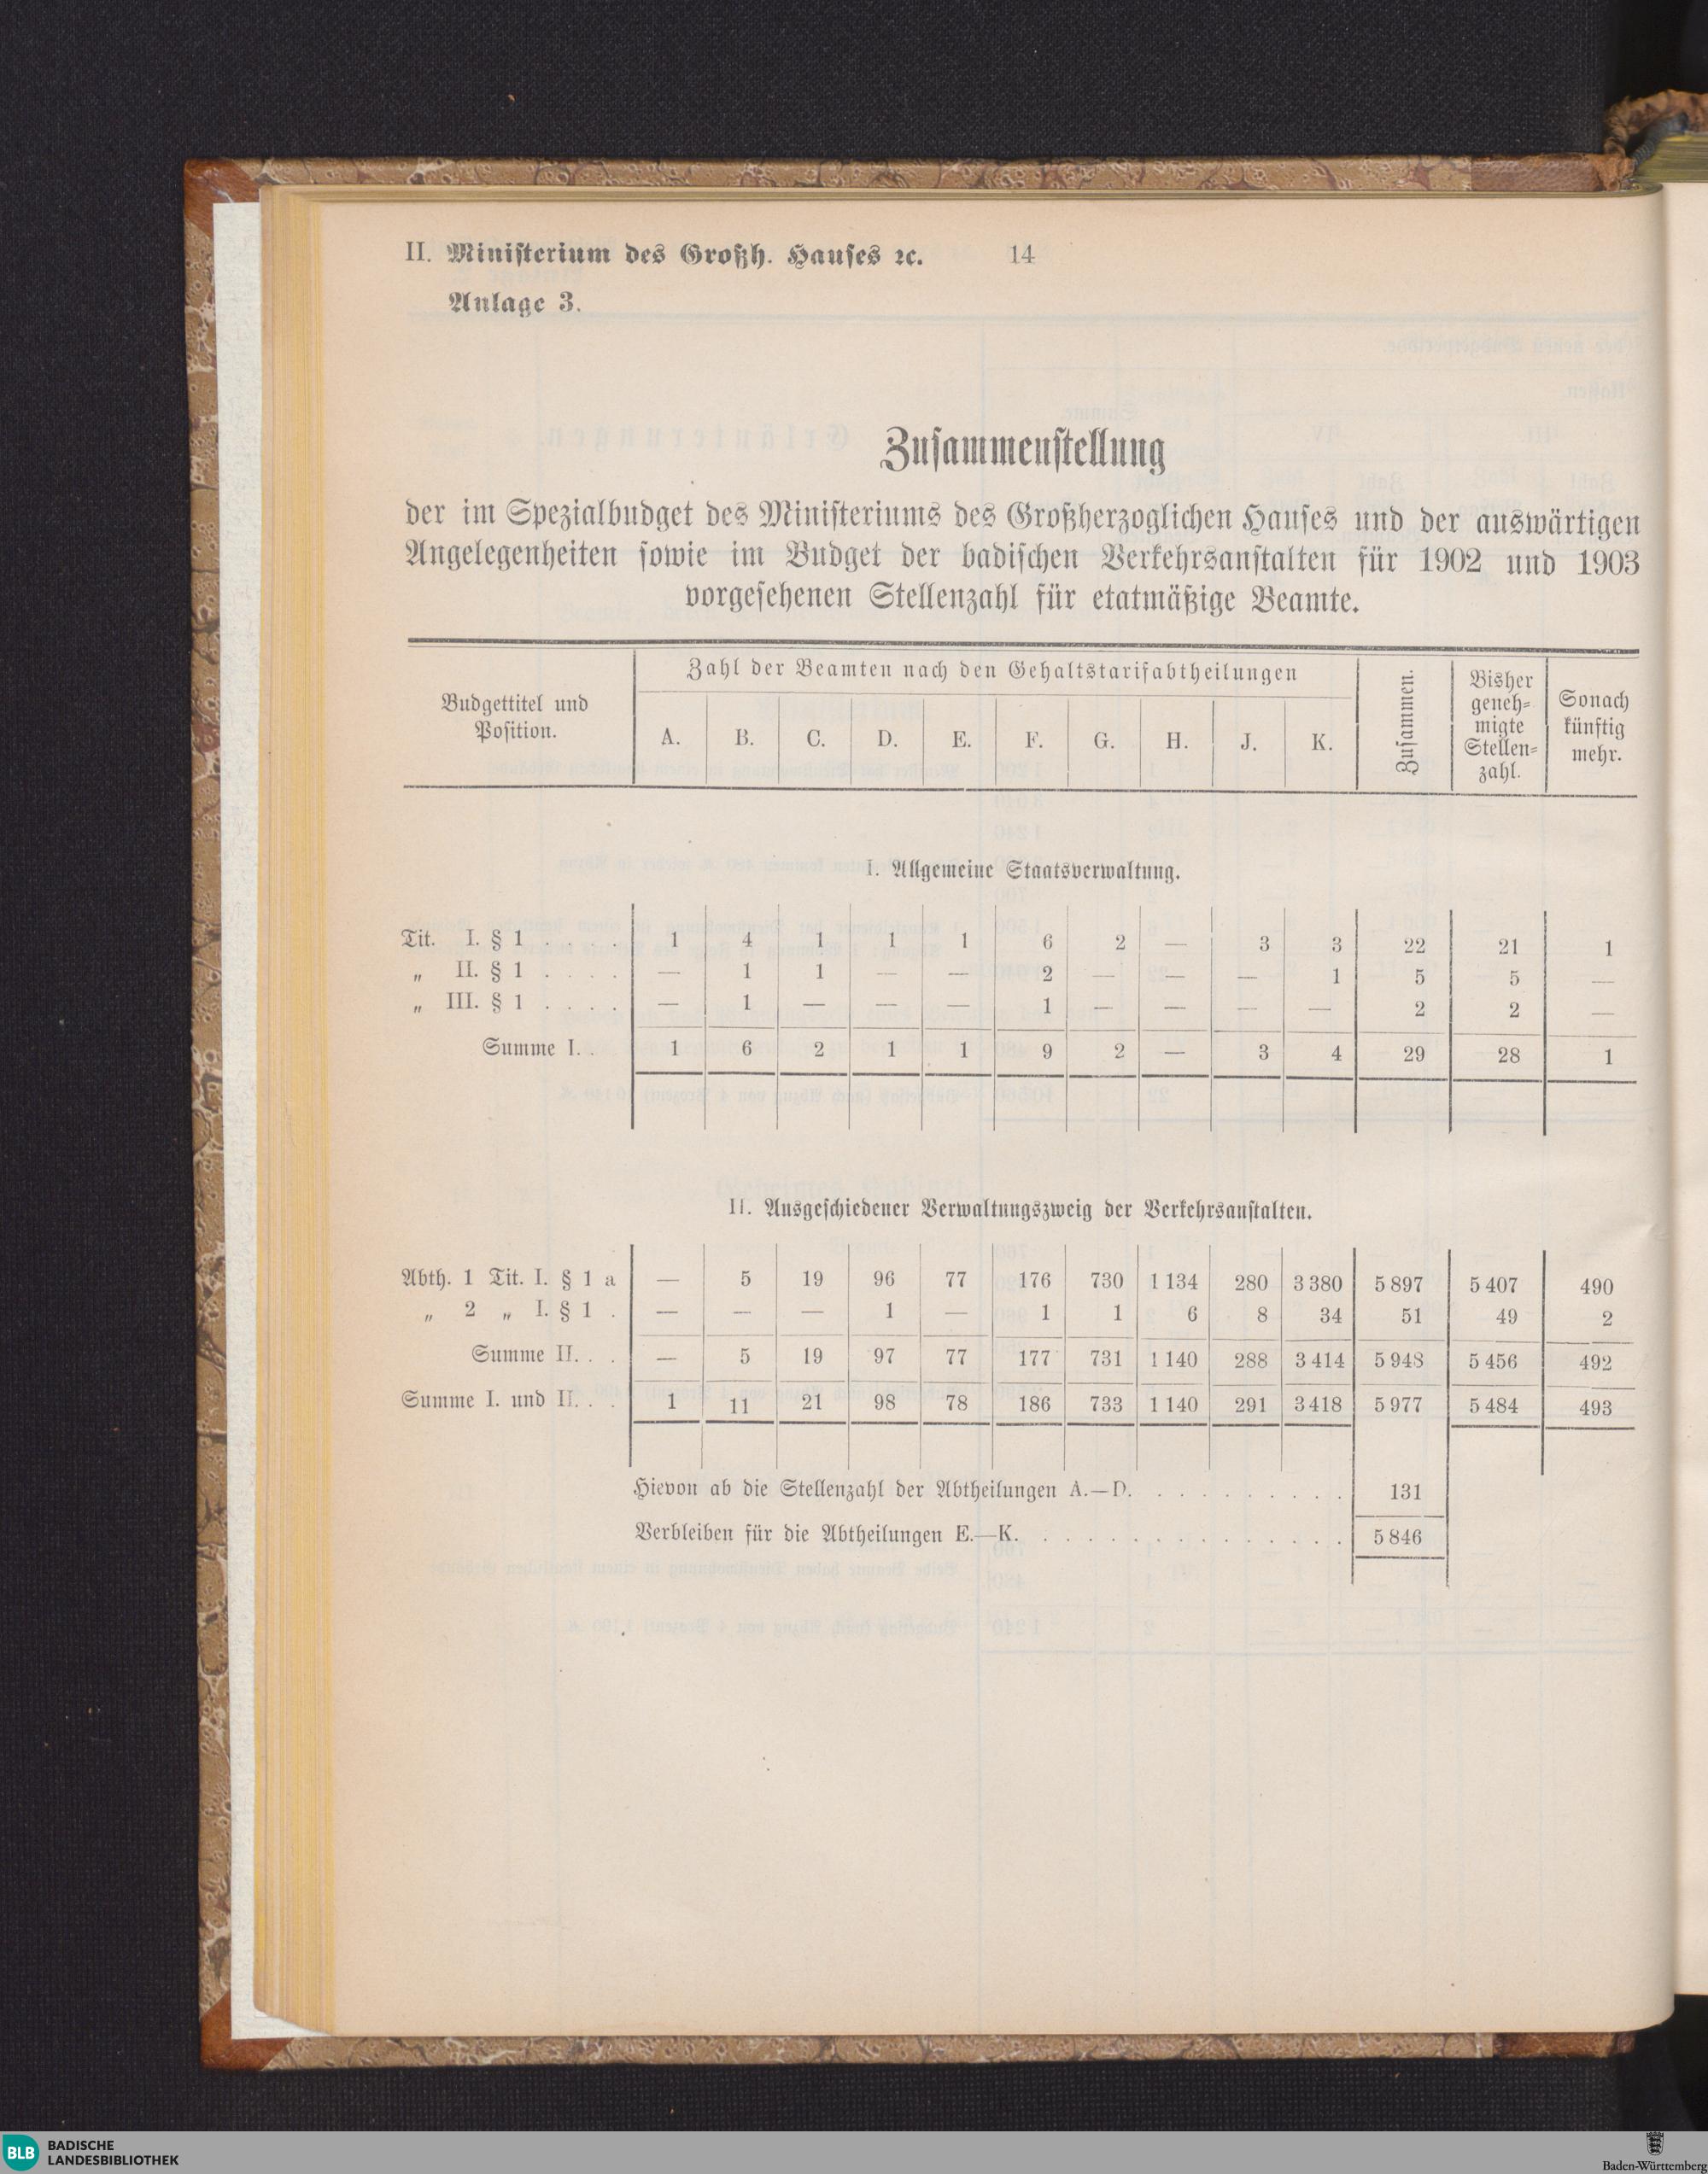 II. Ministerium des Großh. Hauses ꝛc. 14
Anlage 3.
Zusammenstellung
der im Spezialbudget des Ministeriums des Großherzoglichen Hauses und der auswärtigen
Angelegenheiten sowie im Budget der badischen Verkehrsanstalten für 1902 und 1903
vorgesehenen Stellenzahl für etatmäßige Beamte.
Budgettitel und
Position.
Zahl der Beamten nach den Gehaltstarifabtheilungen
A. B. C. D. E. F. G. H. J. K.
Zusammen.
Bisher
geneh-
migte
Stellen-
zahl.
Sonach
künftig
mehr.
I. Allgemeine Staatsverwaltung.
Tit. I. § 1 . . . . 1 4 1 1 1 6 2 — 3 3 22 21 1
„ II. § 1 . . . . — 1 1 — — 2 — — — 1 5 5 —
„ III. § 1 . . . . — 1 — — — 1 — — — — 2 2 —
Summe I. . 1 6 2 1 1 9 2 — 3 4 29 28 1
II. Ausgeschiedener Verwaltungszweig der Verkehrsanstalten.
Abth. 1 Tit. I. § 1 a — 5 19 96 77 176 730 1 134 280 3 380 5 897 5 407 490
„ 2 „ I. § 1 . — — — 1 — 1 1 6 8 34 51 49 2
Summe II. . . — 5 19 97 77 177 731 1 140 288 3 414 5 948 5 456 492
Summe I. und II. . . 1 11 21 98 78 186 733 1 140 291 3 418 5 977 5 484 493
Hievon ab die Stellenzahl der Abtheilungen A.—D. . . . . . . . . . 131
Verbleiben für die Abtheilungen E.—K. . . . . . . . . . . . . . . 5 846
BLB BADISCHE
LANDESBIBLIOTHEK
Baden-Württemberg